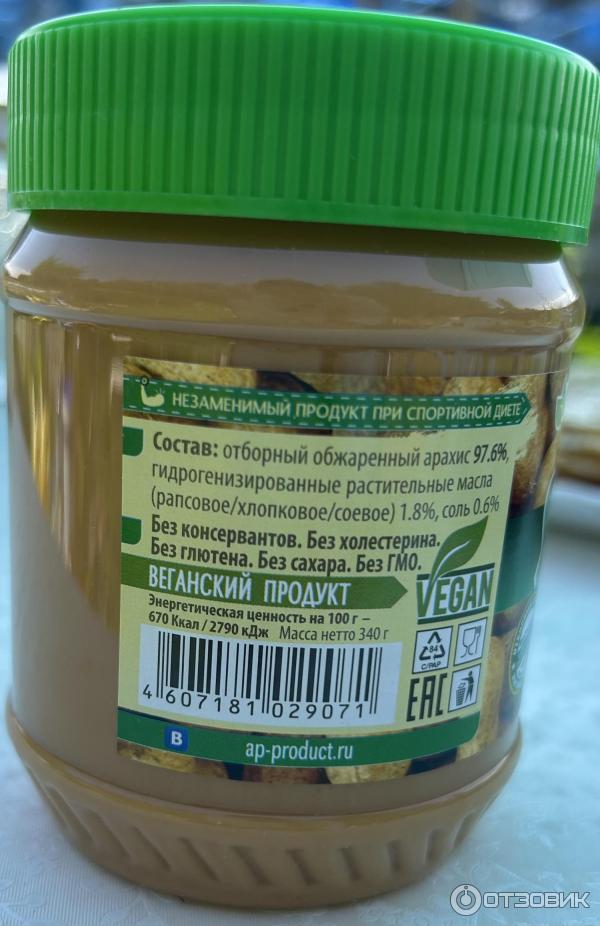 НЕЗАМЕНИМЫЙ ПРОДУКТ ПРИ СПОРТИВНОЙ ДИЕТЕ
Состав: отборный обжаренный арахис 97.6%,
гидрогенизированные растительные масла
(рапсовое/хлопковое/соевое) 1.8%, соль 0.6%
Без консервантов. Без холестерина.
Без глютена. Без сахара. Без ГМО.
ВЕГАНСКИЙ ПРОДУКТ
VEGAN
Энергетическая ценность на 100 г –
670 Ккал / 2790 кДж Масса нетто 340 г
84
C/PAP
EAC
4 607181 029071
B
ap-product.ru
ОТЗОВИК